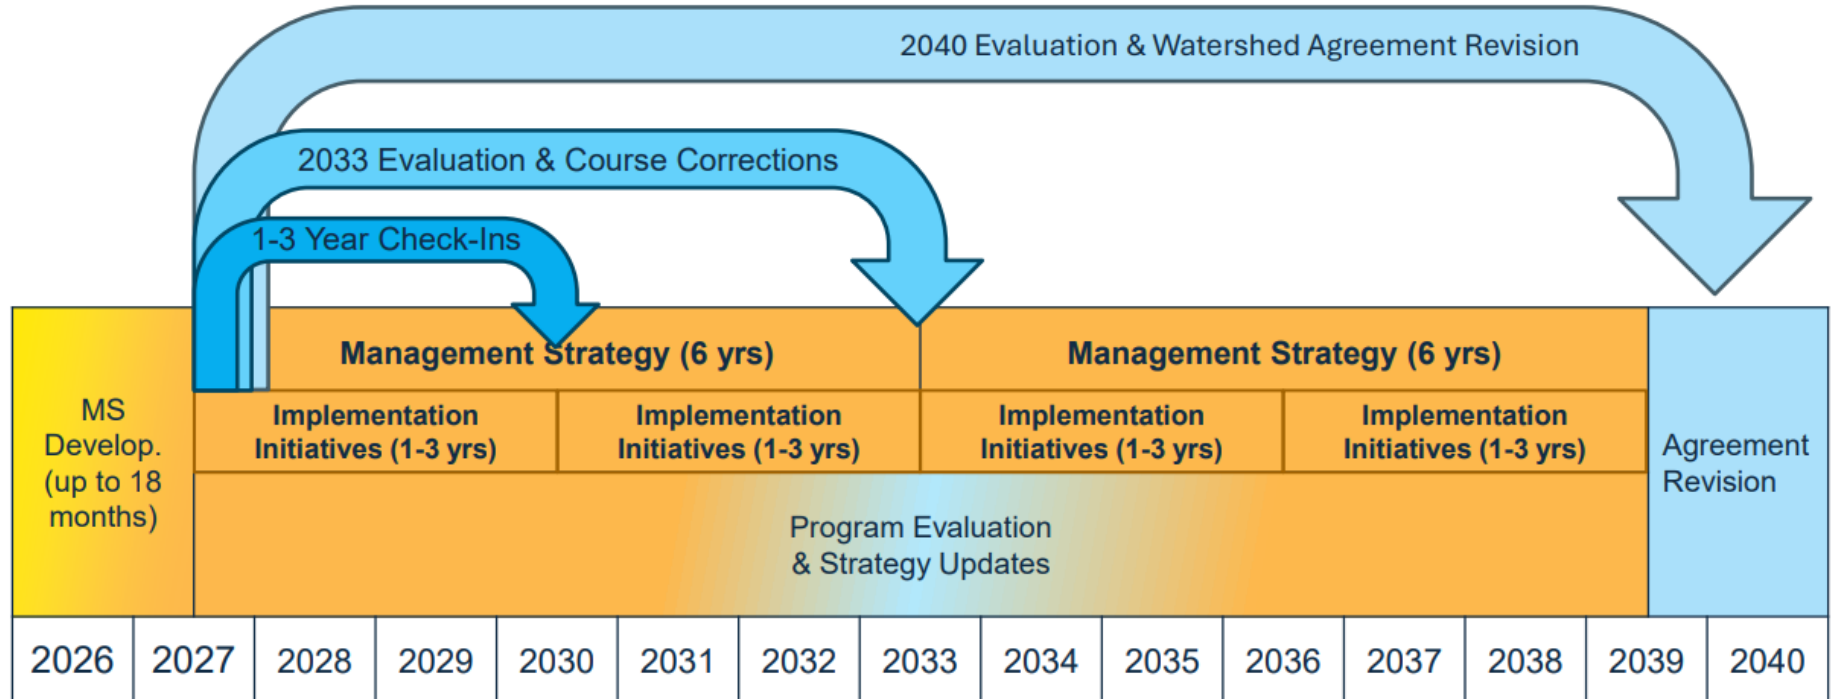 2040 Evaluation & Watershed Agreement Revision
2033 Evaluation & Course Corrections
1-3 Year Check-Ins
Management Strategy (6 yrs)
Management Strategy (6 yrs)
MS
Develop.
(up to 18
months)
Implementation
Initiatives (1-3 yrs)
Implementation
Initiatives (1-3 yrs)
Implementation
Initiatives (1-3 yrs)
Implementation
Initiatives (1-3 yrs)
Agreement
Revision
Program Evaluation
& Strategy Updates
2026 2027 2028 2029 2030 2031 2032 2033 2034 2035 2036 2037 2038 2039 2040